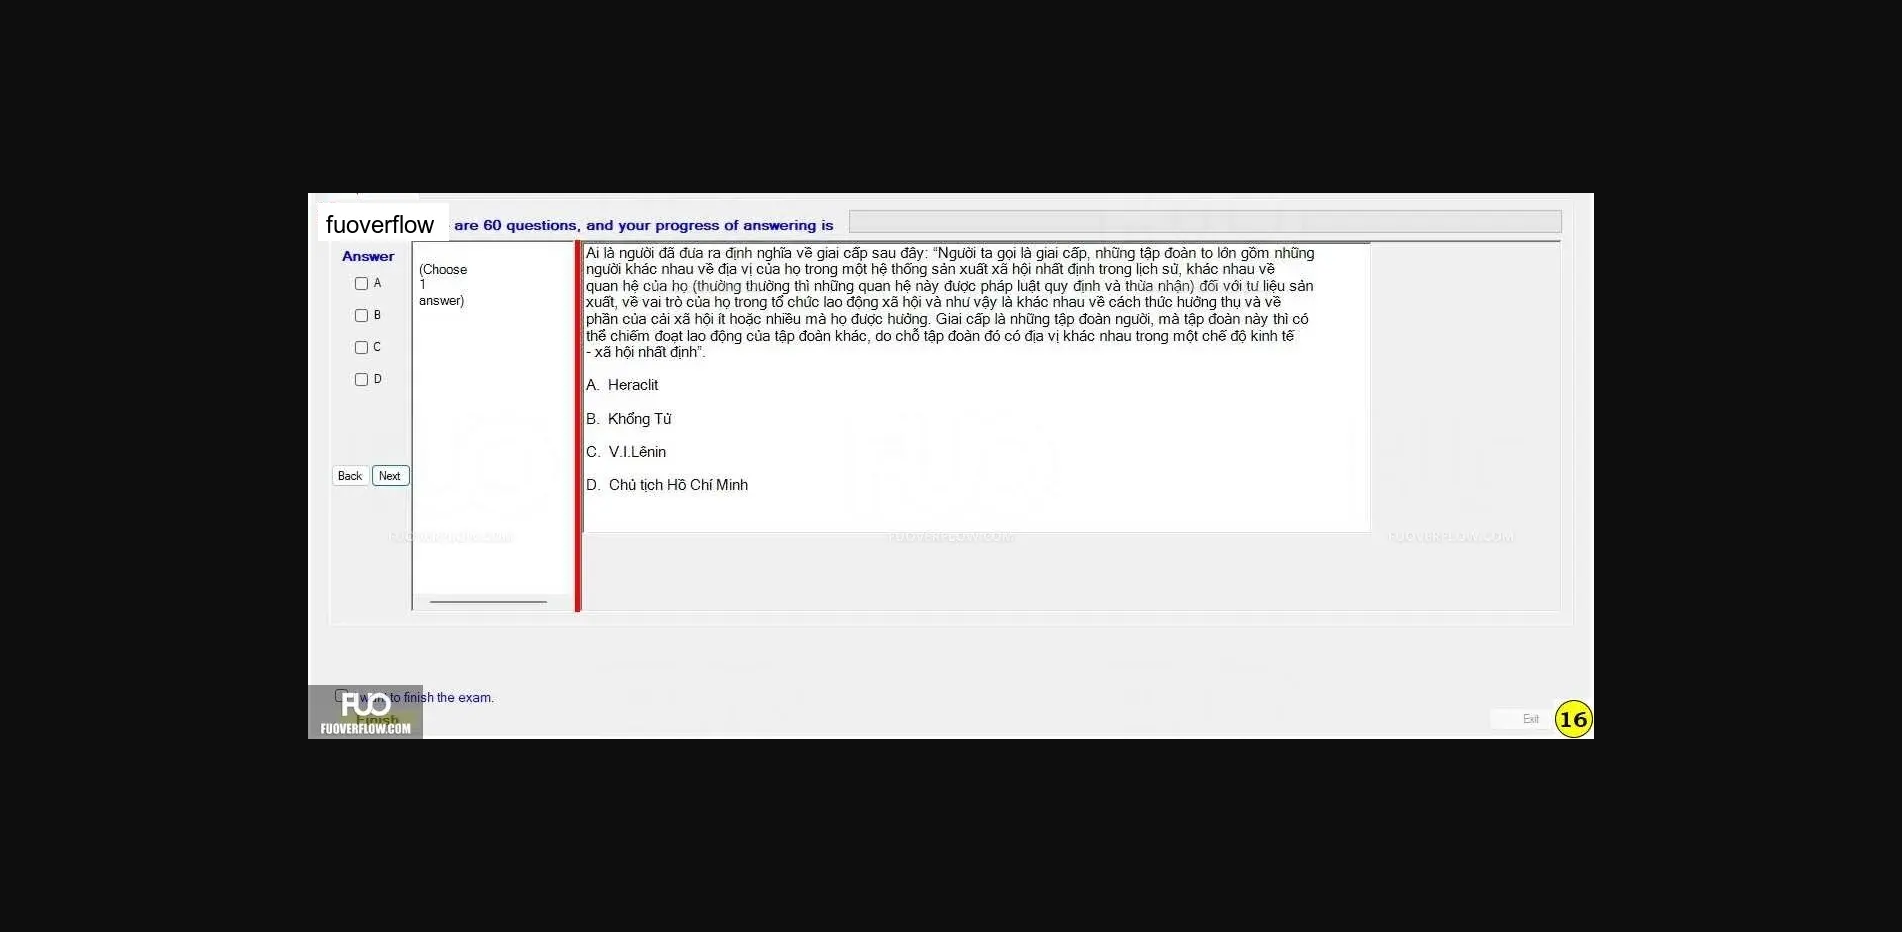 fuoverflow are 60 questions, and your progress of answering is
Answer
A
B
C
D
Back Next
(Choose
1
answer)
Ai là người đã đưa ra định nghĩa về giai cấp sau đây: “Người ta gọi là giai cấp, những tập đoàn to lớn gồm những
người khác nhau về địa vị của họ trong một hệ thống sản xuất xã hội nhất định trong lịch sử, khác nhau về
quan hệ của họ (thường thường thì những quan hệ này được pháp luật quy định và thừa nhận) đối với tư liệu sản
xuất, về vai trò của họ trong tổ chức lao động xã hội và như vậy là khác nhau về cách thức hưởng thụ và về
phần của cải xã hội ít hoặc nhiều mà họ được hưởng. Giai cấp là những tập đoàn người, mà tập đoàn này thì có
thể chiếm đoạt lao động của tập đoàn khác, do chỗ tập đoàn đó có địa vị khác nhau trong một chế độ kinh tế
- xã hội nhất định”.
A. Heraclit
B. Khổng Tử
C. V.I.Lênin
D. Chủ tịch Hồ Chí Minh
FUOVERFLOW.COM FUOVERFLOW.COM FUOVERFLOW.COM
want to finish the exam.
FUO
Finish
FUOVERFLOW.COM
Exit 16